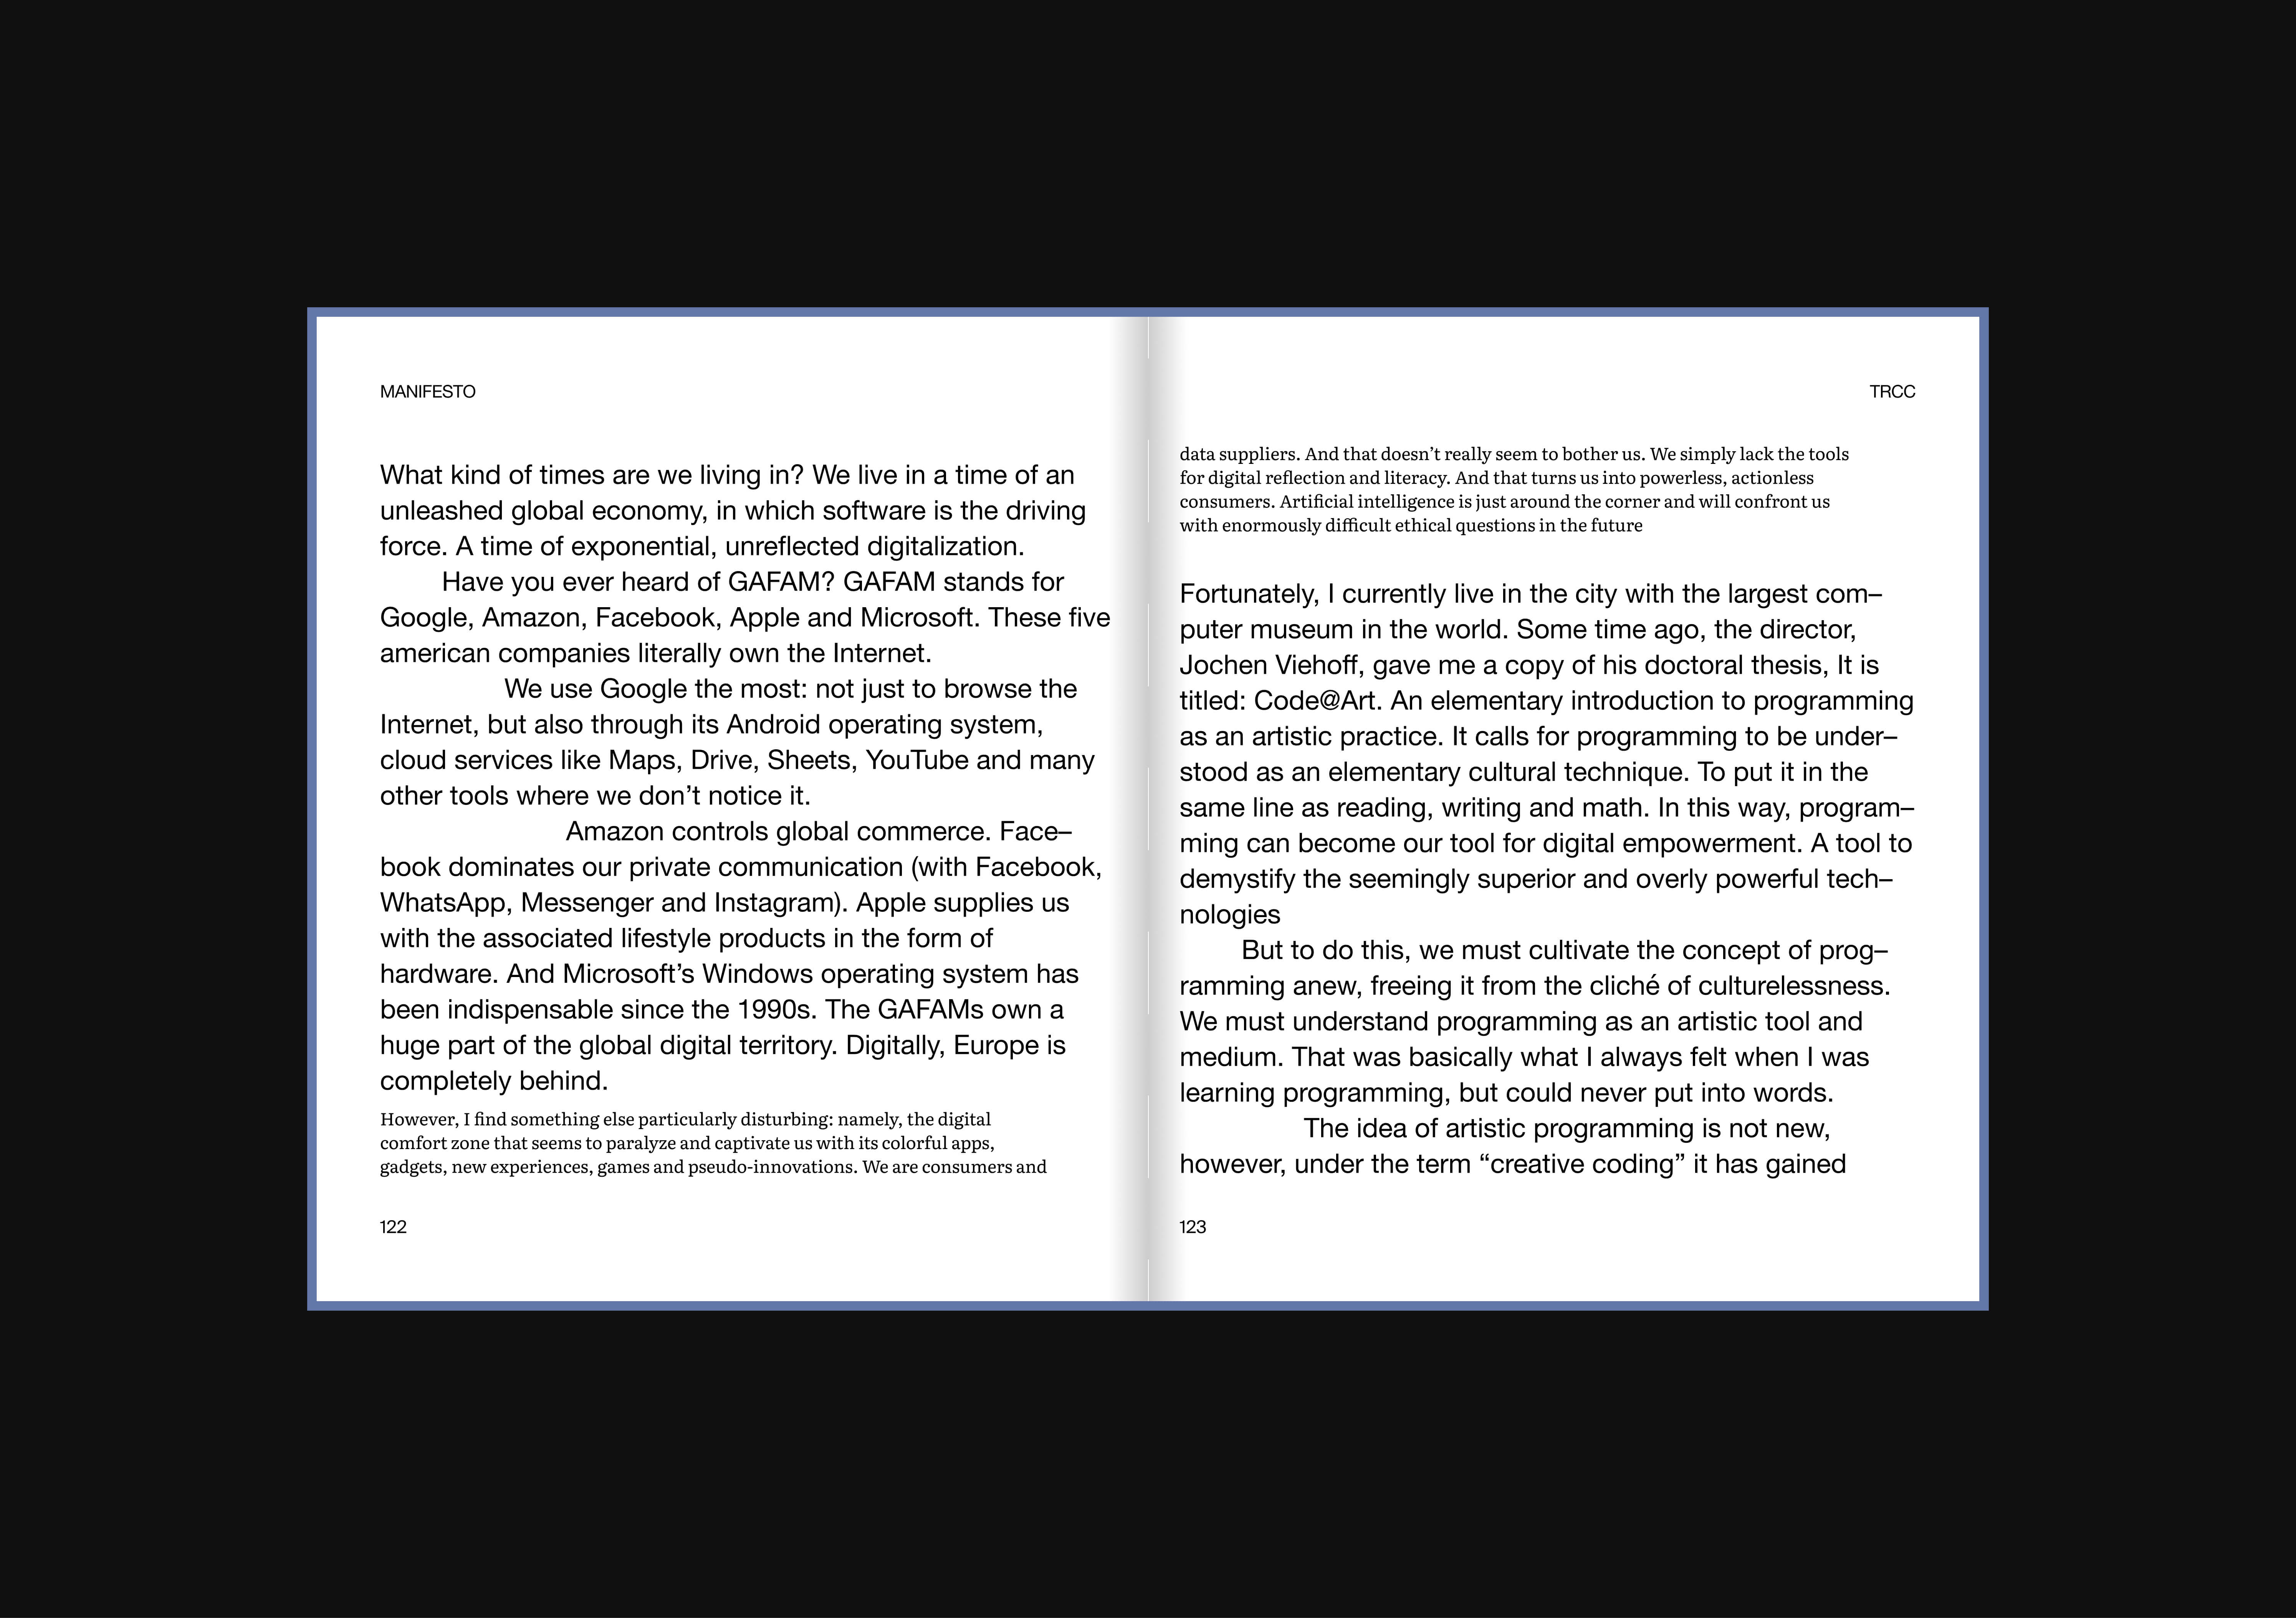 MANIFESTO
What kind of times are we living in? We live in a time of an
unleashed global economy, in which software is the driving
force. A time of exponential, unreflected digitalization.
Have you ever heard of GAFAM? GAFAM stands for
Google, Amazon, Facebook, Apple and Microsoft. These five
american companies literally own the Internet.
We use Google the most: not just to browse the
Internet, but also through its Android operating system,
cloud services like Maps, Drive, Sheets, YouTube and many
other tools where we don’t notice it.
Amazon controls global commerce. Face–
book dominates our private communication (with Facebook,
WhatsApp, Messenger and Instagram). Apple supplies us
with the associated lifestyle products in the form of
hardware. And Microsoft’s Windows operating system has
been indispensable since the 1990s. The GAFAMs own a
huge part of the global digital territory. Digitally, Europe is
completely behind.
However, I find something else particularly disturbing: namely, the digital
comfort zone that seems to paralyze and captivate us with its colorful apps,
gadgets, new experiences, games and pseudo-innovations. We are consumers and
122
TRCC
data suppliers. And that doesn’t really seem to bother us. We simply lack the tools
for digital reflection and literacy. And that turns us into powerless, actionless
consumers. Artificial intelligence is just around the corner and will confront us
with enormously difficult ethical questions in the future
Fortunately, I currently live in the city with the largest com–
puter museum in the world. Some time ago, the director,
Jochen Viehoff, gave me a copy of his doctoral thesis, It is
titled: Code@Art. An elementary introduction to programming
as an artistic practice. It calls for programming to be under–
stood as an elementary cultural technique. To put it in the
same line as reading, writing and math. In this way, program–
ming can become our tool for digital empowerment. A tool to
demystify the seemingly superior and overly powerful tech–
nologies
But to do this, we must cultivate the concept of prog–
ramming anew, freeing it from the cliché of culturelessness.
We must understand programming as an artistic tool and
medium. That was basically what I always felt when I was
learning programming, but could never put into words.
The idea of artistic programming is not new,
however, under the term “creative coding” it has gained
123